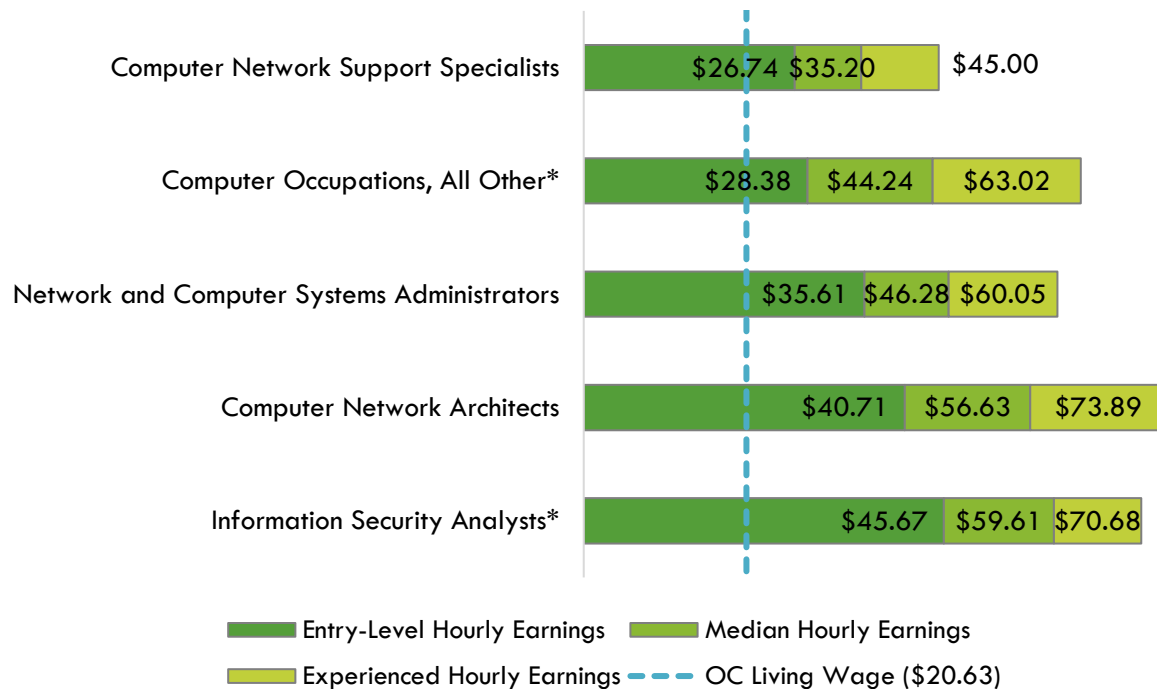 Computer Network Support Specialists $26.74 $35.20 $45.00
Computer Occupations, All Other* $28.38 $44.24 $63.02
Network and Computer Systems Administrators $35.61 $46.28 $60.05
Computer Network Architects $40.71 $56.63 $73.89
Information Security Analysts* $45.67 $59.61 $70.68
Entry-Level Hourly Earnings Median Hourly Earnings
Experienced Hourly Earnings OC Living Wage ($20.63)